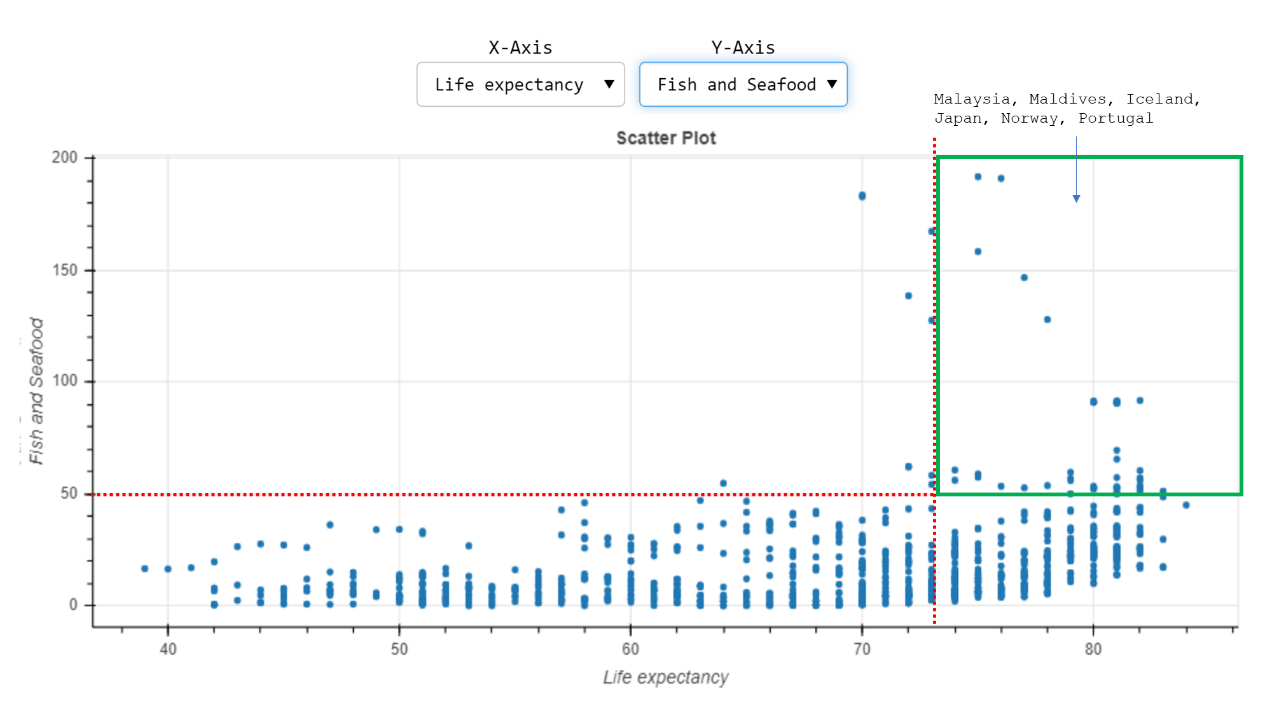 X-Axis Y-Axis
Life expectancy ▼ Fish and Seafood ▼
Malaysia, Maldives, Iceland,
Japan, Norway, Portugal
Scatter Plot
200
150
100
50
0
Fish and Seafood
40 50 60 70 80
Life expectancy